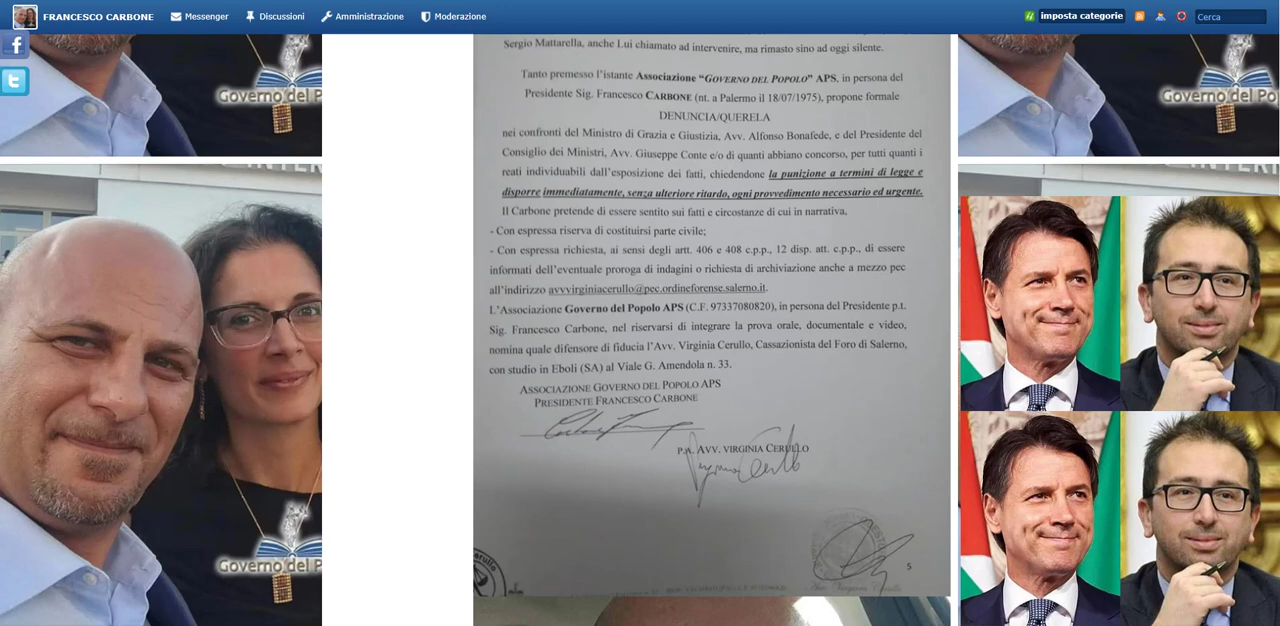 FRANCESCO CARBONE Messenger Discussioni Amministrazione Moderazione imposta categorie Cerca
Sergio Mattarella, anche Lui chiamato ad intervenire, ma rimasto sino ad oggi silente.
Tanto premesso l'istante Associazione "GOVERNO DEL POPOLO" APS, in persona del
Presidente Sig. Francesco CARBONE (nt. a Palermo il 18/07/1975), propone formale
DENUNCIA/QUERELA
nei confronti del Ministro di Grazia e Giustizia, Avv. Alfonso Bonafede, e del Presidente del
Consiglio dei Ministri, Avv. Giuseppe Conte e/o di quanti abbiano concorso, per tutti quanti i
reati individuabili dall'esposizione dei fatti, chiedendone la punizione a termini di legge e
disporre immediatamente, senza ulteriore ritardo, ogni provvedimento necessario ed urgente.
Il Carbone pretende di essere sentito sui fatti e circostanze di cui in narrativa,
- Con espressa riserva di costituirsi parte civile;
- Con espressa richiesta, ai sensi degli artt. 406 e 408 c.p.p., 12 disp. att. c.p.p., di essere
informati dell'eventuale proroga di indagini o richiesta di archiviazione anche a mezzo pec
all'indirizzo avvvirginiacerullo@pec.ordineforense.salerno.it.
L'Associazione Governo del Popolo APS (C.F. 97337080820), in persona del Presidente p.t.
Sig. Francesco Carbone, nel riservarsi di integrare la prova orale, documentale e video,
nomina quale difensore di fiducia l'Avv. Virginia Cerullo, Cassazionista del Foro di Salerno,
con studio in Eboli (SA) al Viale G. Amendola n. 33.
ASSOCIAZIONE GOVERNO DEL POPOLO APS
PRESIDENTE FRANCESCO CARBONE
P.A. AVV. VIRGINIA CERULLO
5
Governo del P
Governo del Po
Governo del P